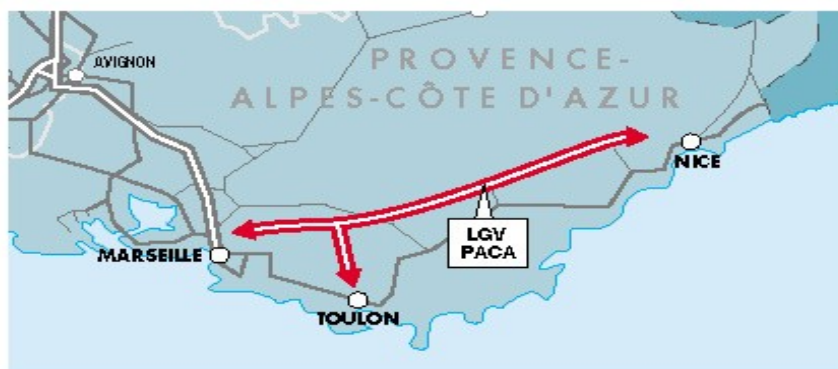 AVIGNON
PROVENCE-
ALPES-CÔTE D'AZUR
NICE
LGV
PACA
MARSEILLE
TOULON